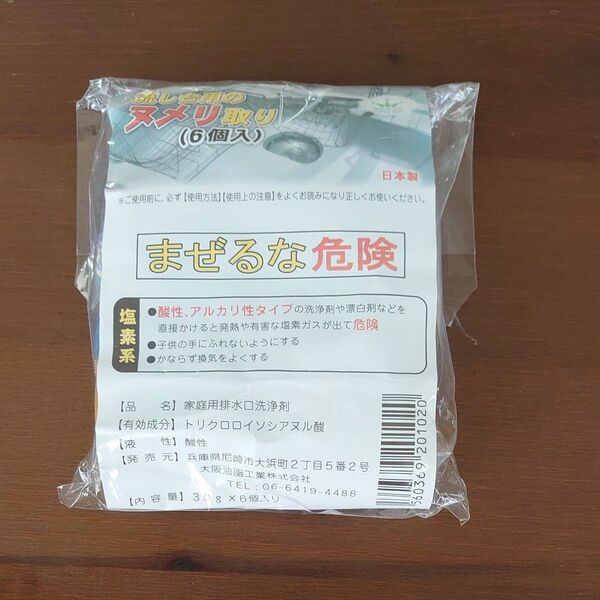 流し台用の
ヌメリ取り
(6個入)
日本製
※ご使用前に、必ず【使用方法】【使用上の注意】をよくお読みになり正しくお使いください。
まぜるな危険
塩素系
●酸性、アルカリ性タイプの洗浄剤や漂白剤などを
直接かけると発熱や有害な塩素ガスが出て危険
●子供の手にふれないようにする
●かならず換気をよくする
【品名】家庭用排水口洗浄剤
【有効成分】トリクロロイソシアヌル酸
【液性】酸性
【発売元】兵庫県尼崎市大浜町2丁目5番2号
大阪油脂工業株式会社
TEL:06-6419-4488
【内容量】30g×6個入り
560369 201020